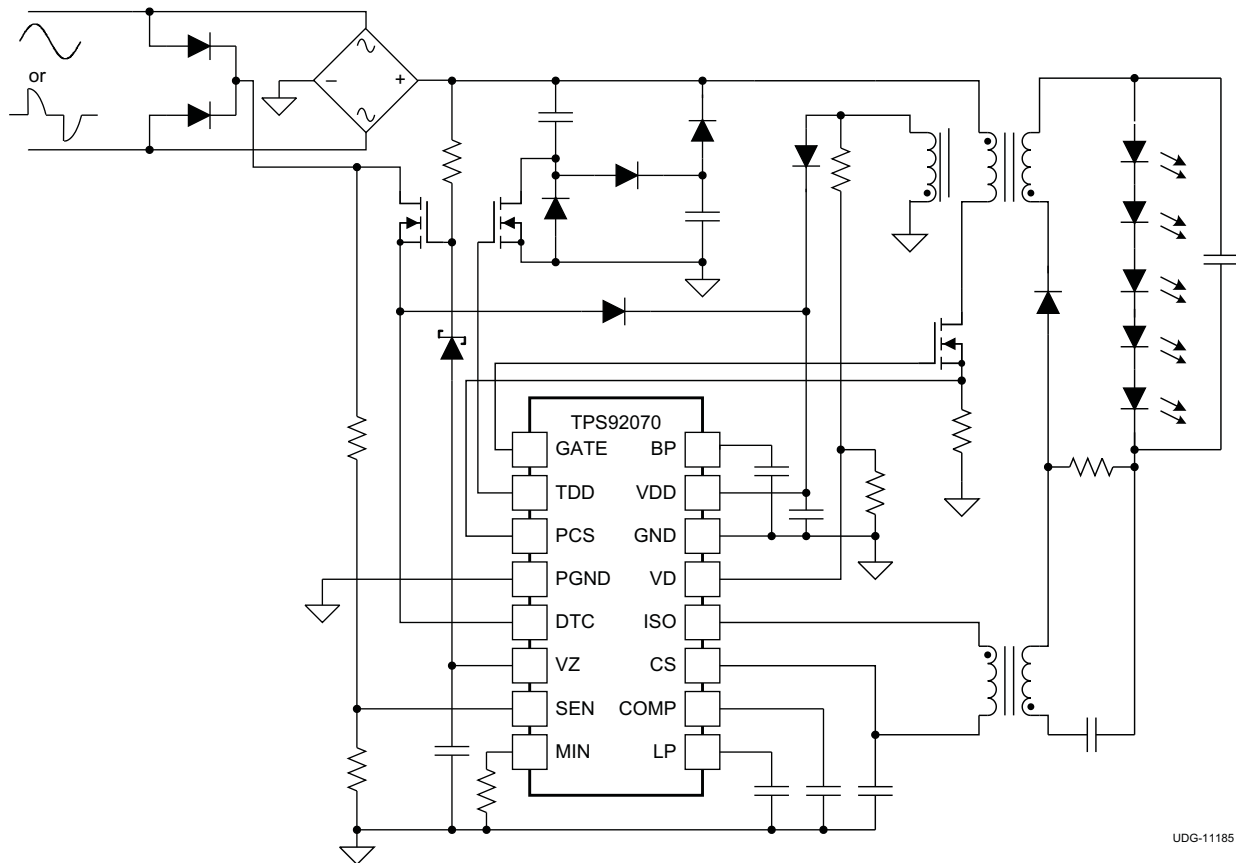 or
−
+
TPS92070
GATE BP
TDD VDD
PCS GND
PGND VD
DTC ISO
VZ CS
SEN COMP
MIN LP
UDG-11185